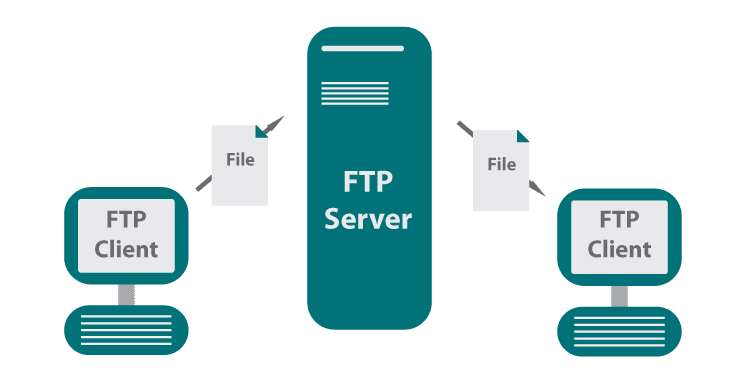 File
FTP
Server
File
FTP
Client
FTP
Client